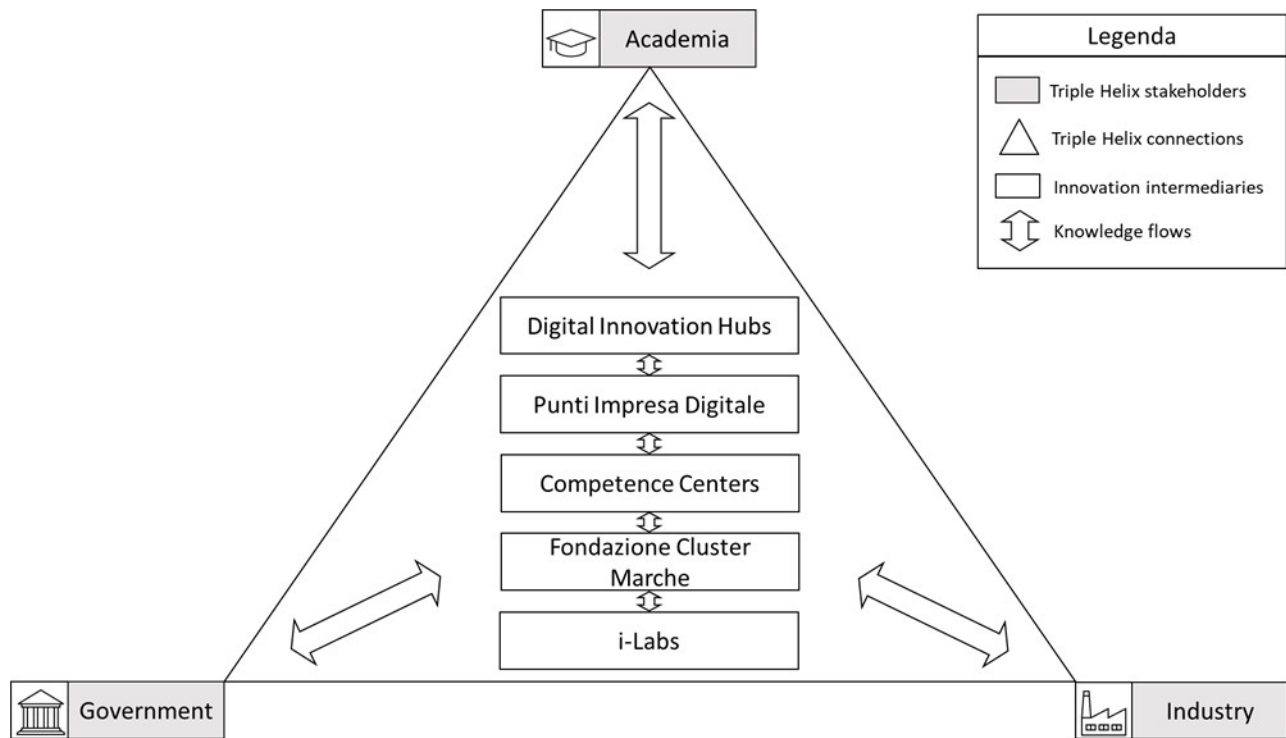 Academia
Legenda
Triple Helix stakeholders
Triple Helix connections
Innovation intermediaries
Knowledge flows
Digital Innovation Hubs
Punti Impresa Digitale
Competence Centers
Fondazione Cluster
Marche
i-Labs
Government
Industry